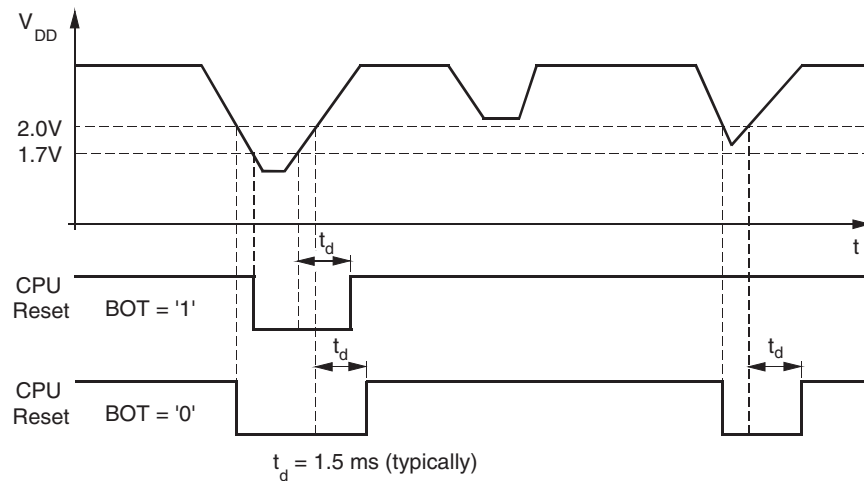 V_DD
2.0V
1.7V
t
t_d
CPU
Reset
BOT = '1'
t_d
t_d
CPU
Reset
BOT = '0'
t_d = 1.5 ms (typically)